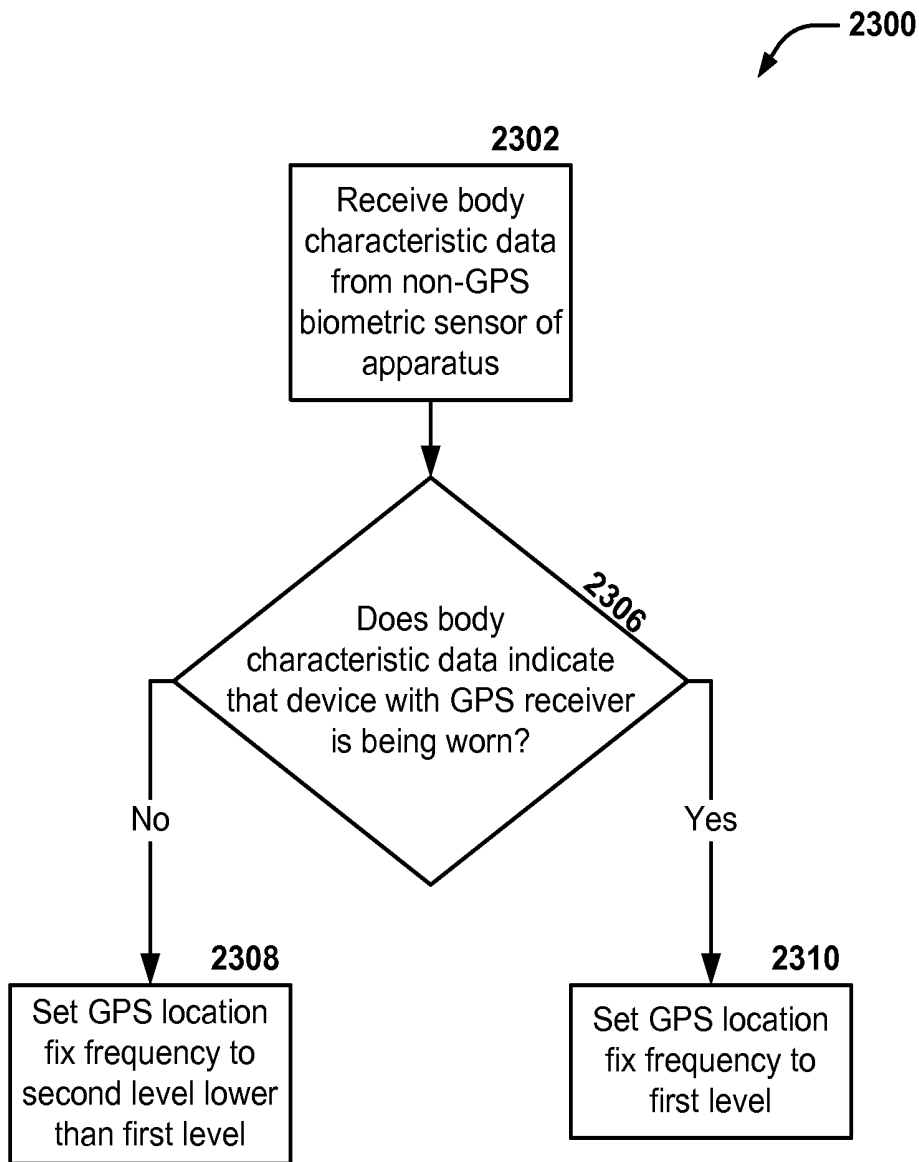 2300
2302
Receive body
characteristic data
from non-GPS
biometric sensor of
apparatus
2306
Does body
characteristic data indicate
that device with GPS receiver
is being worn?
No
Yes
2308
Set GPS location
fix frequency to
second level lower
than first level
2310
Set GPS location
fix frequency to
first level